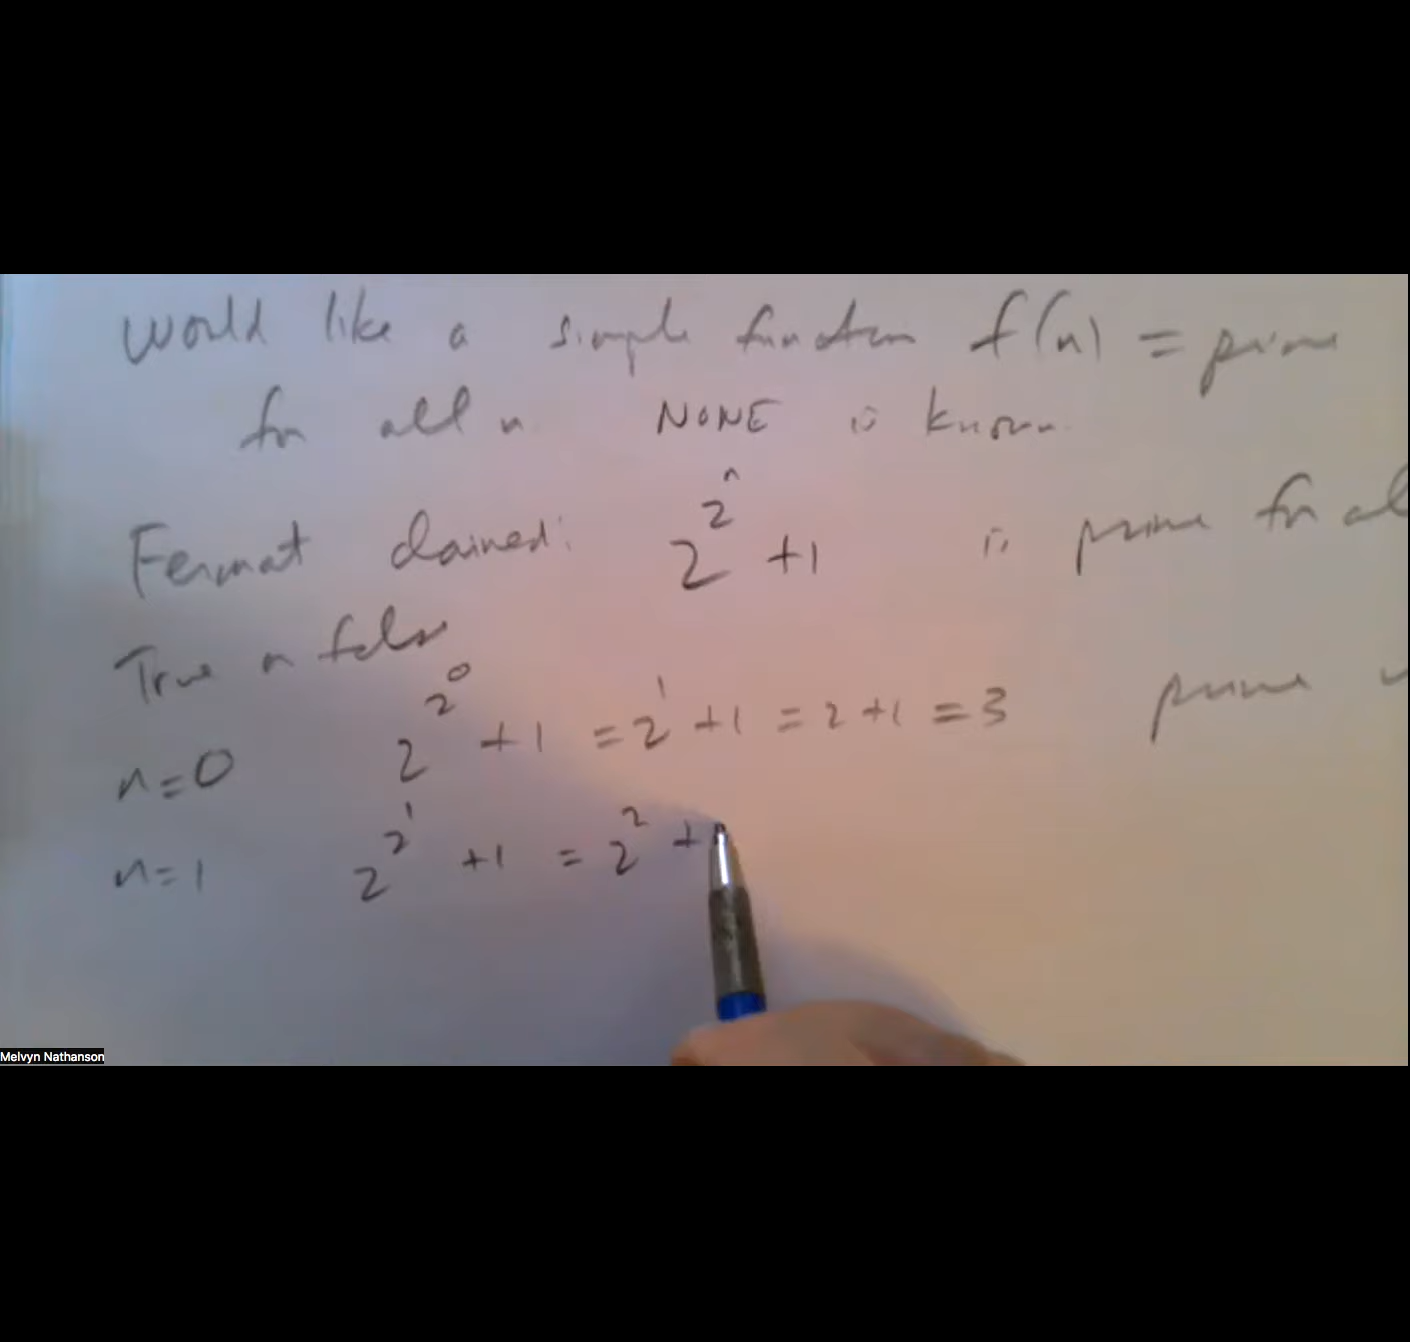 would like a simple function f(n) = prime
for all n NONE is known
Fermat claimed: 2^2^n +1 is prime for al
True or false
n=0 2^2^0 +1 = 2^1 +1 = 2+1 = 3 prime
n=1 2^2^1 +1 = 2^2 +
Melvyn Nathanson